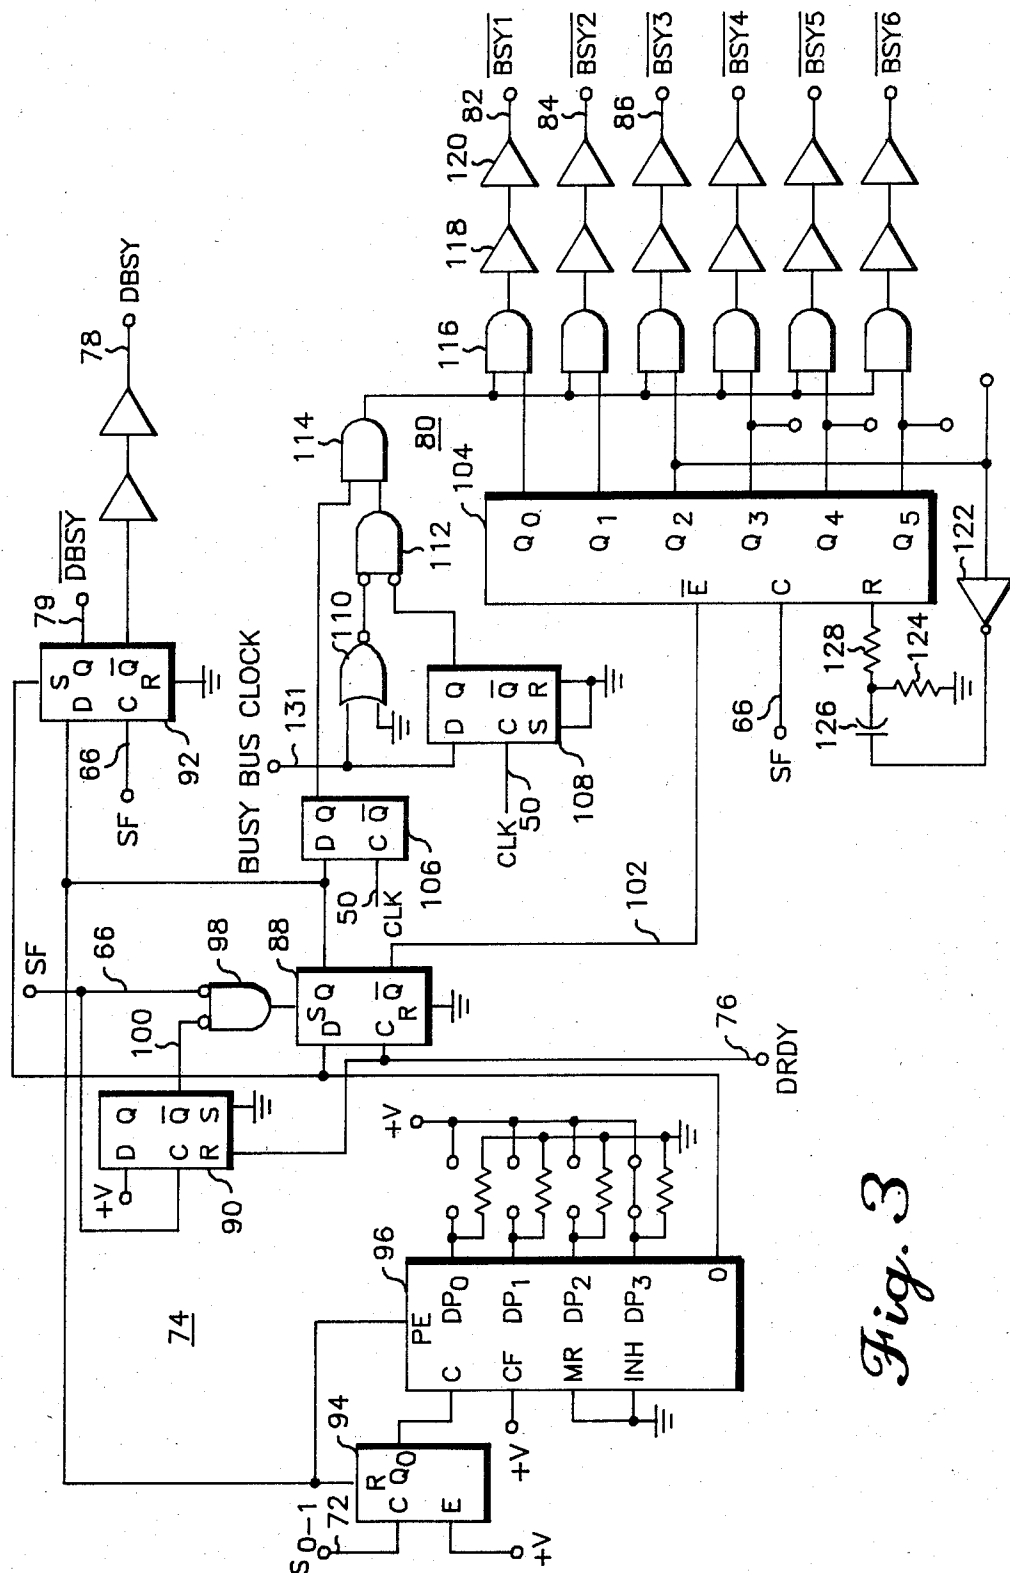 BSY1
BSY2
BSY3
BSY4
BSY5
BSY6
82
84
86
120
118
116
DBSY
78
114
80
104
DBSY
79
112
110
122
Q0
Q1
Q2
Q3
Q4
Q5
E
C
R
S
D Q
C Q
R
66
SF
92
BUSY BUS CLOCK
131
D Q
C Q
S R
CLK
50
108
128
124
126
66
SF
D Q
C Q
106
50
CLK
102
SF
66
98
88
S
D Q
C Q
R
100
76
DRDY
D Q
C Q
R S
+V
90
+V
96
PE
C DP0
CF DP1
MR DP2
INH DP3
0
+V
74
94
R
C Q0
E
S0-1
72
+V
Fig. 3